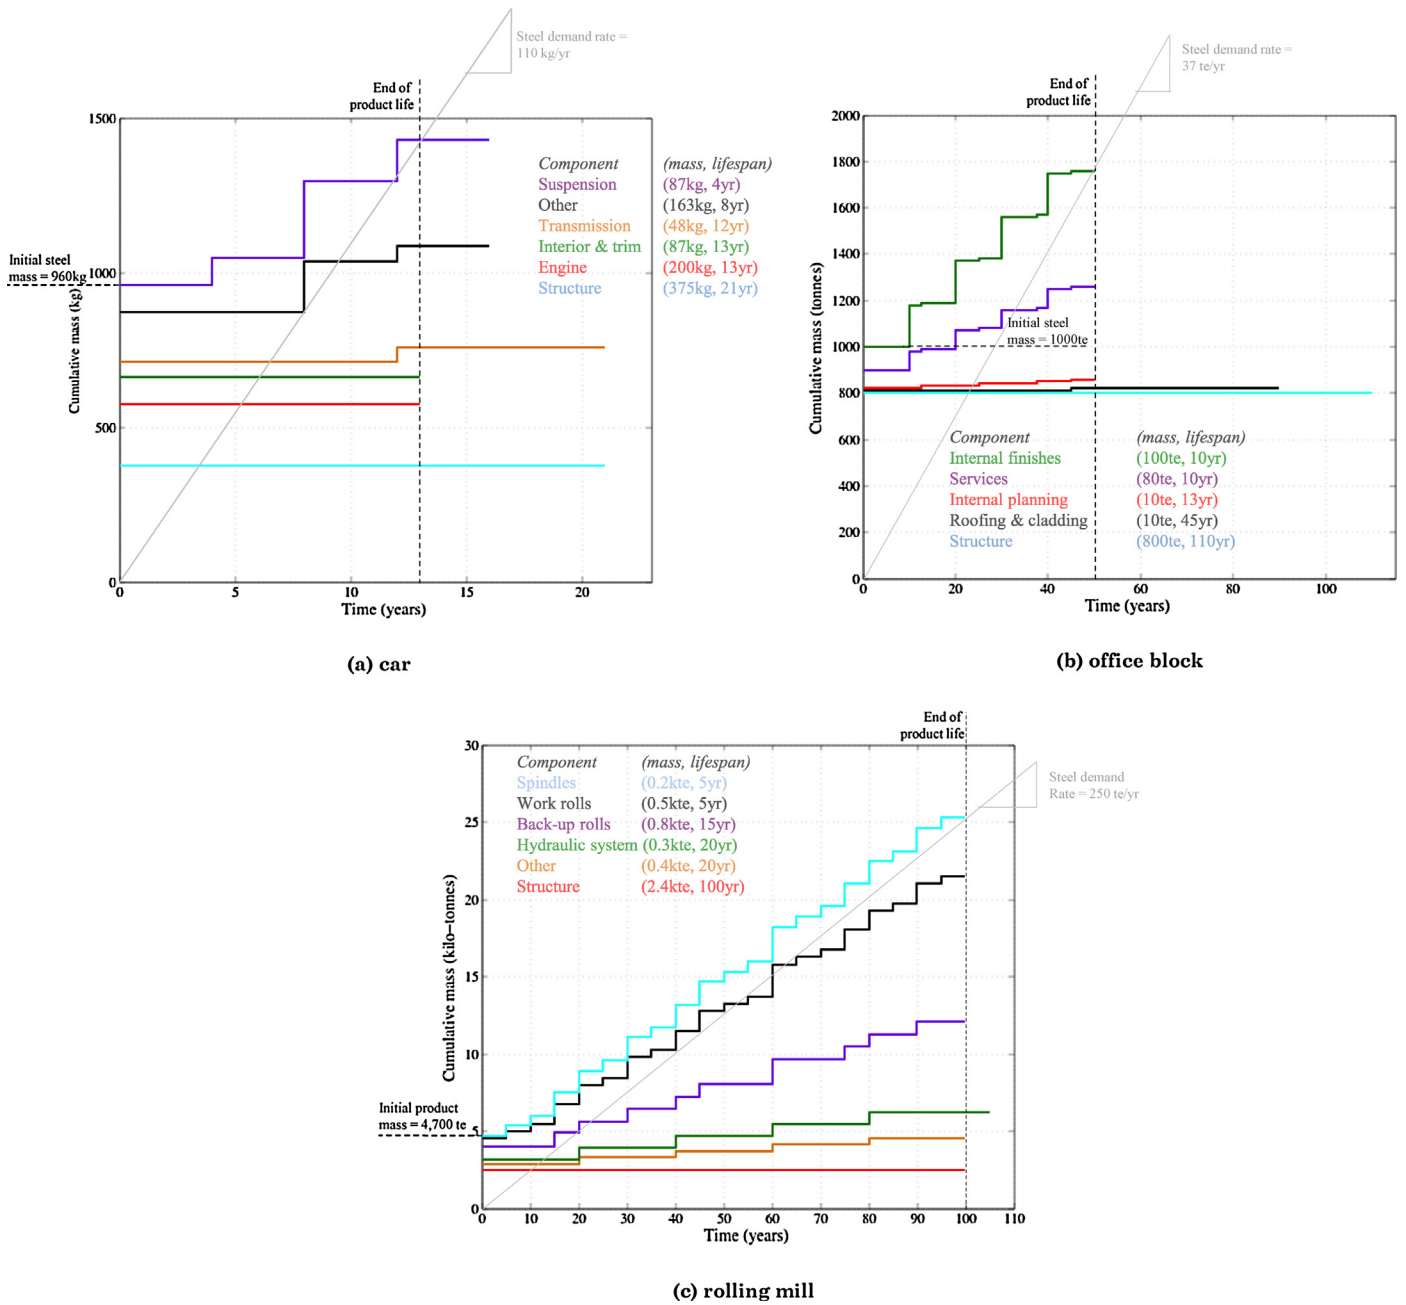 Steel demand rate =
110 kg/yr
End of
product life
1500
1000
500
0
Initial steel
mass = 960kg
Cumulative mass (kg)
Component (mass, lifespan)
Suspension (87kg, 4yr)
Other (163kg, 8yr)
Transmission (48kg, 12yr)
Interior & trim (87kg, 13yr)
Engine (200kg, 13yr)
Structure (375kg, 21yr)
0 5 10 15 20
Time (years)
(a) car
Steel demand rate =
37 te/yr
End of
product life
2000
1800
1600
1400
1200
1000
800
600
400
200
0
Cumulative mass (tonnes)
Initial steel
mass = 1000te
Component (mass, lifespan)
Internal finishes (100te, 10yr)
Services (80te, 10yr)
Internal planning (10te, 13yr)
Roofing & cladding (10te, 45yr)
Structure (800te, 110yr)
0 20 40 60 80 100
Time (years)
(b) office block
End of
product life
Steel demand
Rate = 250 te/yr
30
25
20
15
10
5
0
Cumulative mass (kilo–tonnes)
Component (mass, lifespan)
Spindles (0.2kte, 5yr)
Work rolls (0.5kte, 5yr)
Back-up rolls (0.8kte, 15yr)
Hydraulic system (0.3kte, 20yr)
Other (0.4kte, 20yr)
Structure (2.4kte, 100yr)
Initial product
mass = 4,700 te
0 10 20 30 40 50 60 70 80 90 100 110
Time (years)
(c) rolling mill